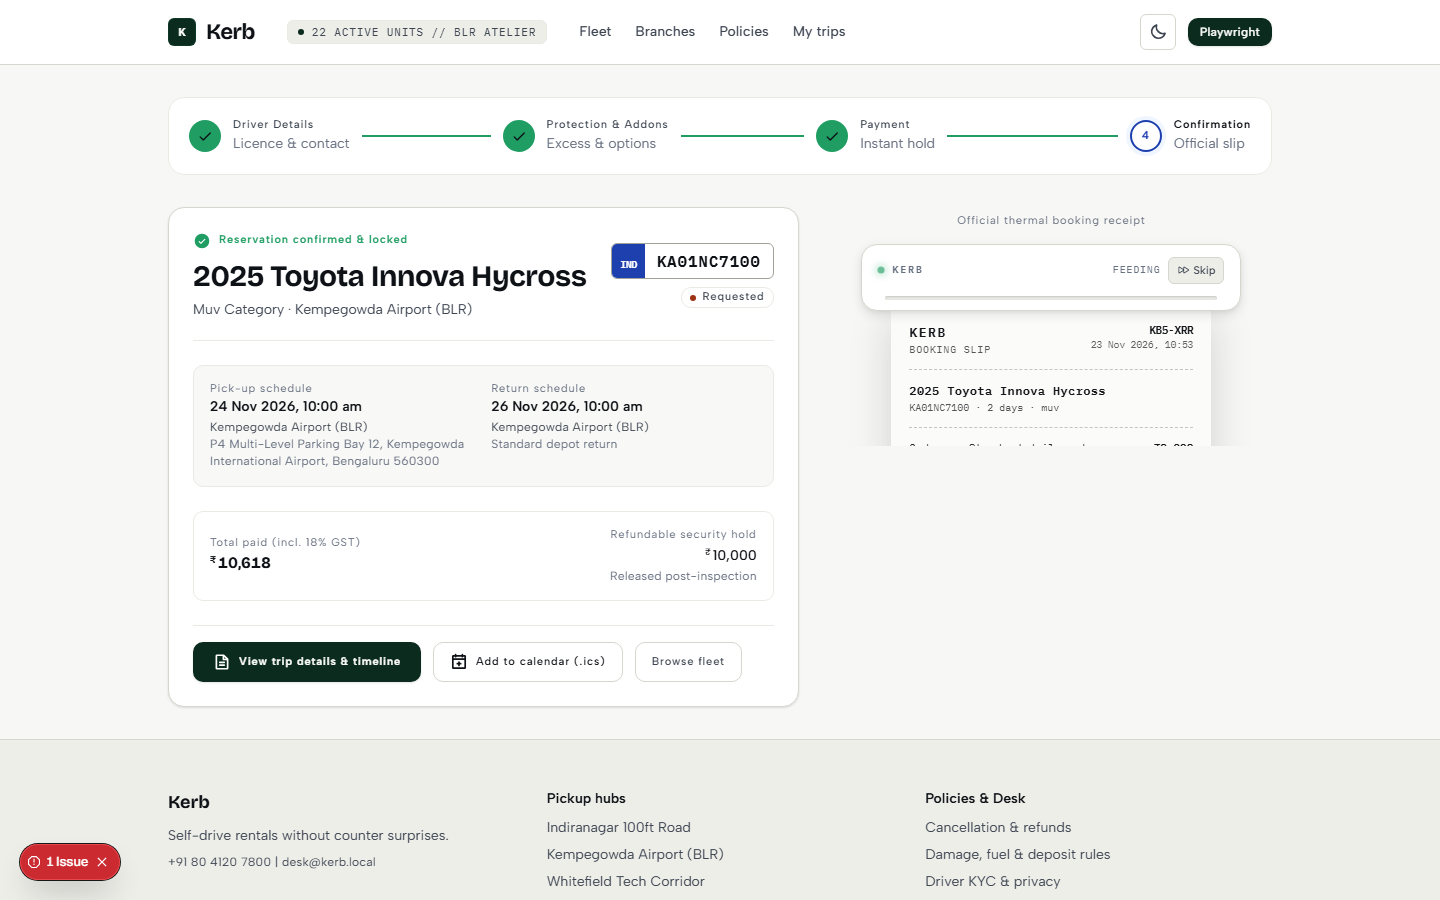 K
Kerb
22 ACTIVE UNITS // BLR ATELIER
Fleet
Branches
Policies
My trips
Playwright
Driver Details
Licence & contact
Protection & Addons
Excess & options
Payment
Instant hold
4
Confirmation
Official slip
Reservation confirmed & locked
2025 Toyota Innova Hycross
Muv Category · Kempegowda Airport (BLR)
IND
KA01NC7100
Requested
Pick-up schedule
24 Nov 2026, 10:00 am
Kempegowda Airport (BLR)
P4 Multi-Level Parking Bay 12, Kempegowda
International Airport, Bengaluru 560300
Return schedule
26 Nov 2026, 10:00 am
Kempegowda Airport (BLR)
Standard depot return
Total paid (incl. 18% GST)
₹10,618
Refundable security hold
₹10,000
Released post-inspection
View trip details & timeline
Add to calendar (.ics)
Browse fleet
Official thermal booking receipt
KERB
FEEDING
Skip
KERB
BOOKING SLIP
KB5-XRR
23 Nov 2026, 10:53
2025 Toyota Innova Hycross
KA01NC7100 · 2 days · muv
Kerb
Self-drive rentals without counter surprises.
+91 80 4120 7800 | desk@kerb.local
Pickup hubs
Indiranagar 100ft Road
Kempegowda Airport (BLR)
Whitefield Tech Corridor
Policies & Desk
Cancellation & refunds
Damage, fuel & deposit rules
Driver KYC & privacy
1 Issue